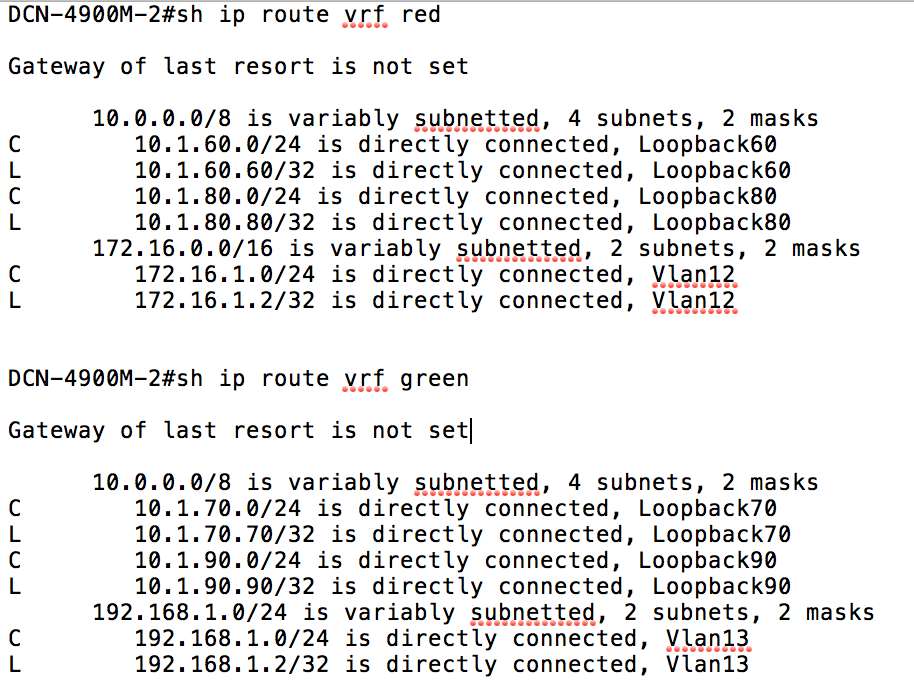 DCN-4900M-2#sh ip route vrf red
Gateway of last resort is not set
10.0.0.0/8 is variably subnetted, 4 subnets, 2 masks
C 10.1.60.0/24 is directly connected, Loopback60
L 10.1.60.60/32 is directly connected, Loopback60
C 10.1.80.0/24 is directly connected, Loopback80
L 10.1.80.80/32 is directly connected, Loopback80
172.16.0.0/16 is variably subnetted, 2 subnets, 2 masks
C 172.16.1.0/24 is directly connected, Vlan12
L 172.16.1.2/32 is directly connected, Vlan12
DCN-4900M-2#sh ip route vrf green
Gateway of last resort is not set
10.0.0.0/8 is variably subnetted, 4 subnets, 2 masks
C 10.1.70.0/24 is directly connected, Loopback70
L 10.1.70.70/32 is directly connected, Loopback70
C 10.1.90.0/24 is directly connected, Loopback90
L 10.1.90.90/32 is directly connected, Loopback90
192.168.1.0/24 is variably subnetted, 2 subnets, 2 masks
C 192.168.1.0/24 is directly connected, Vlan13
L 192.168.1.2/32 is directly connected, Vlan13